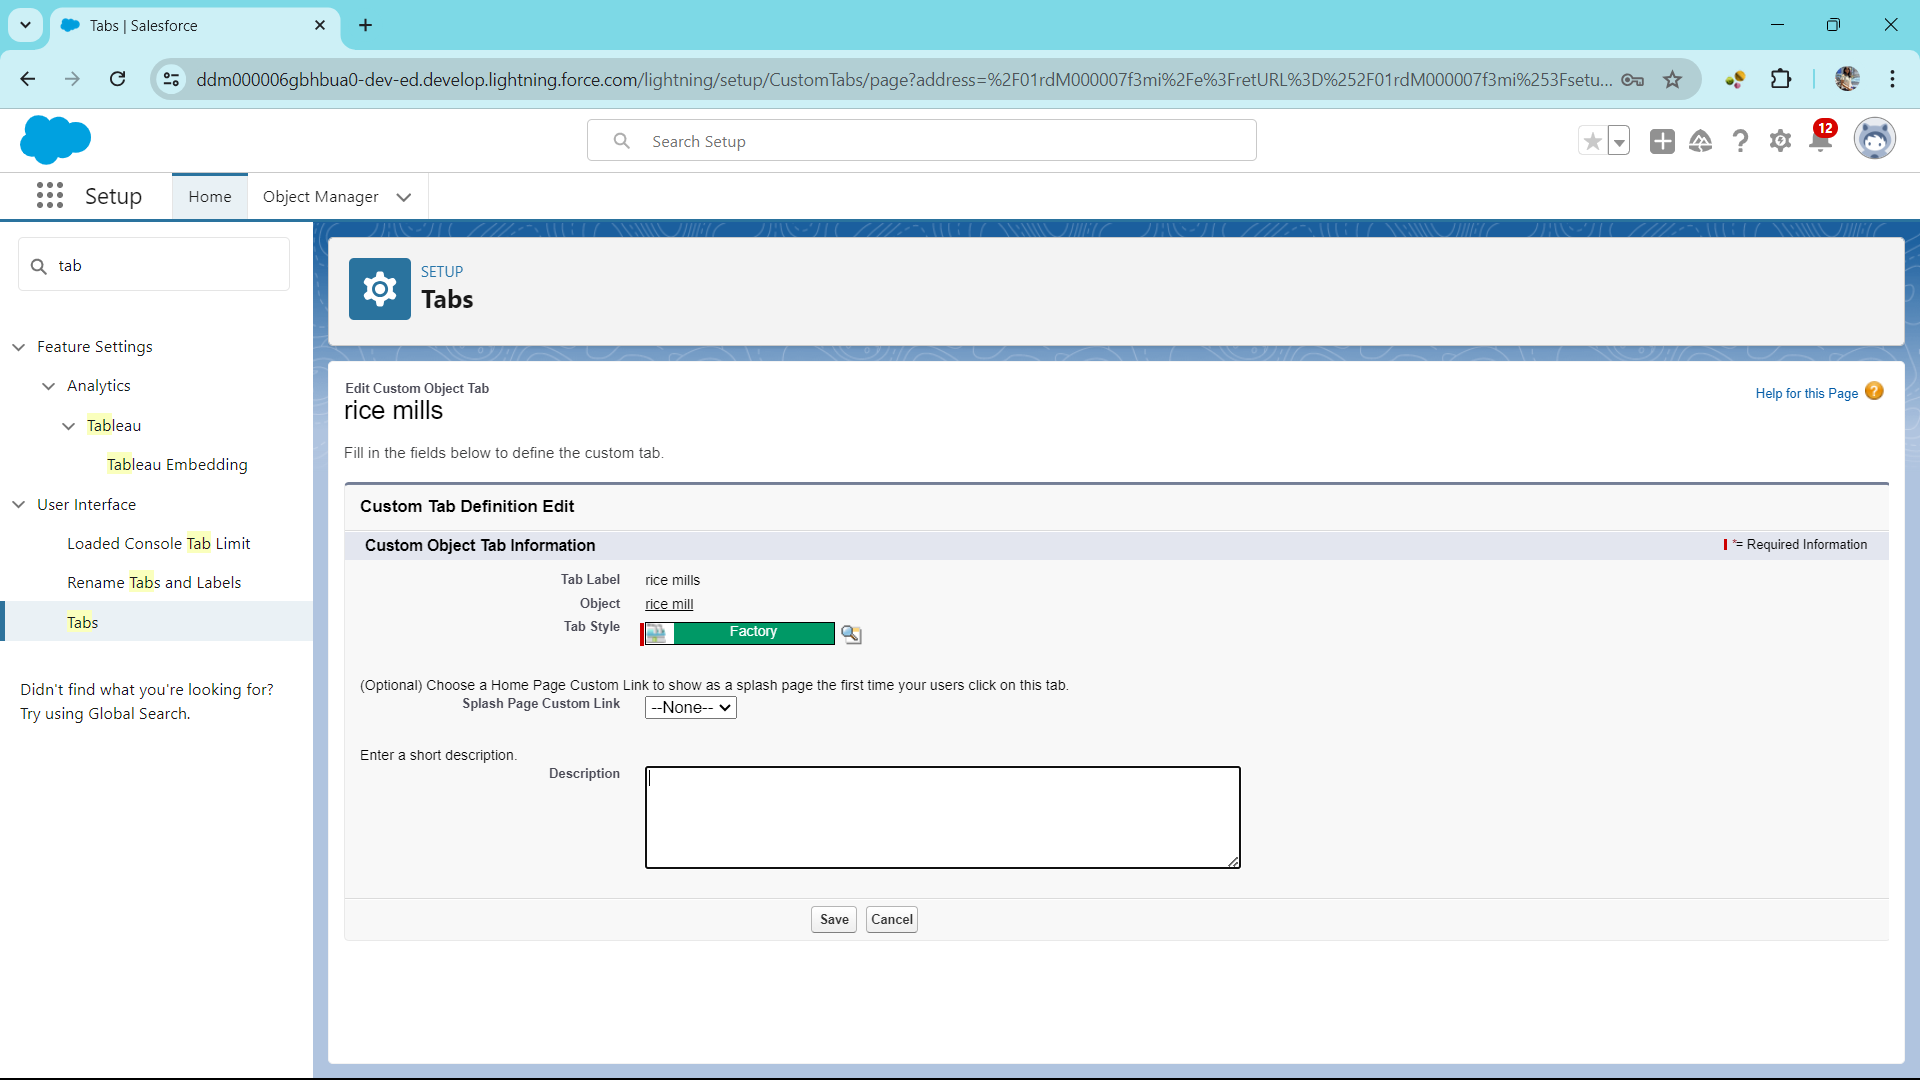 Tabs | Salesforce
ddm000006gbhbua0-dev-ed.develop.lightning.force.com/lightning/setup/CustomTabs/page?address=%2F01rdM000007f3mi%2Fe%3FretURL%3D%252F01rdM000007f3mi%253Fsetu...
Search Setup
12
Setup
Home
Object Manager
tab
Feature Settings
Analytics
Tableau
Tableau Embedding
User Interface
Loaded Console Tab Limit
Rename Tabs and Labels
Tabs
Didn't find what you're looking for?
Try using Global Search.
SETUP
Tabs
Edit Custom Object Tab
rice mills
Help for this Page
Fill in the fields below to define the custom tab.
Custom Tab Definition Edit
Custom Object Tab Information
*= Required Information
Tab Label rice mills
Object rice mill
Tab Style Factory
(Optional) Choose a Home Page Custom Link to show as a splash page the first time your users click on this tab.
Splash Page Custom Link --None--
Enter a short description.
Description
Save Cancel